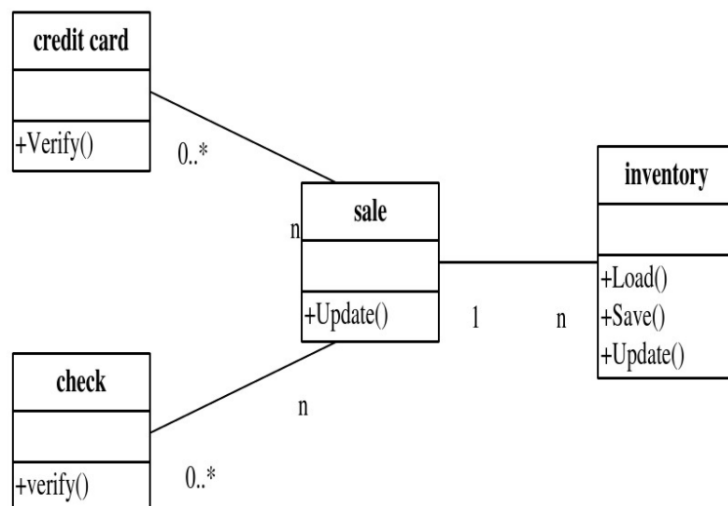 credit card
+Verify()
0..*
n
sale
+Update()
1
n
inventory
+Load()
+Save()
+Update()
check
+verify()
n
0..*